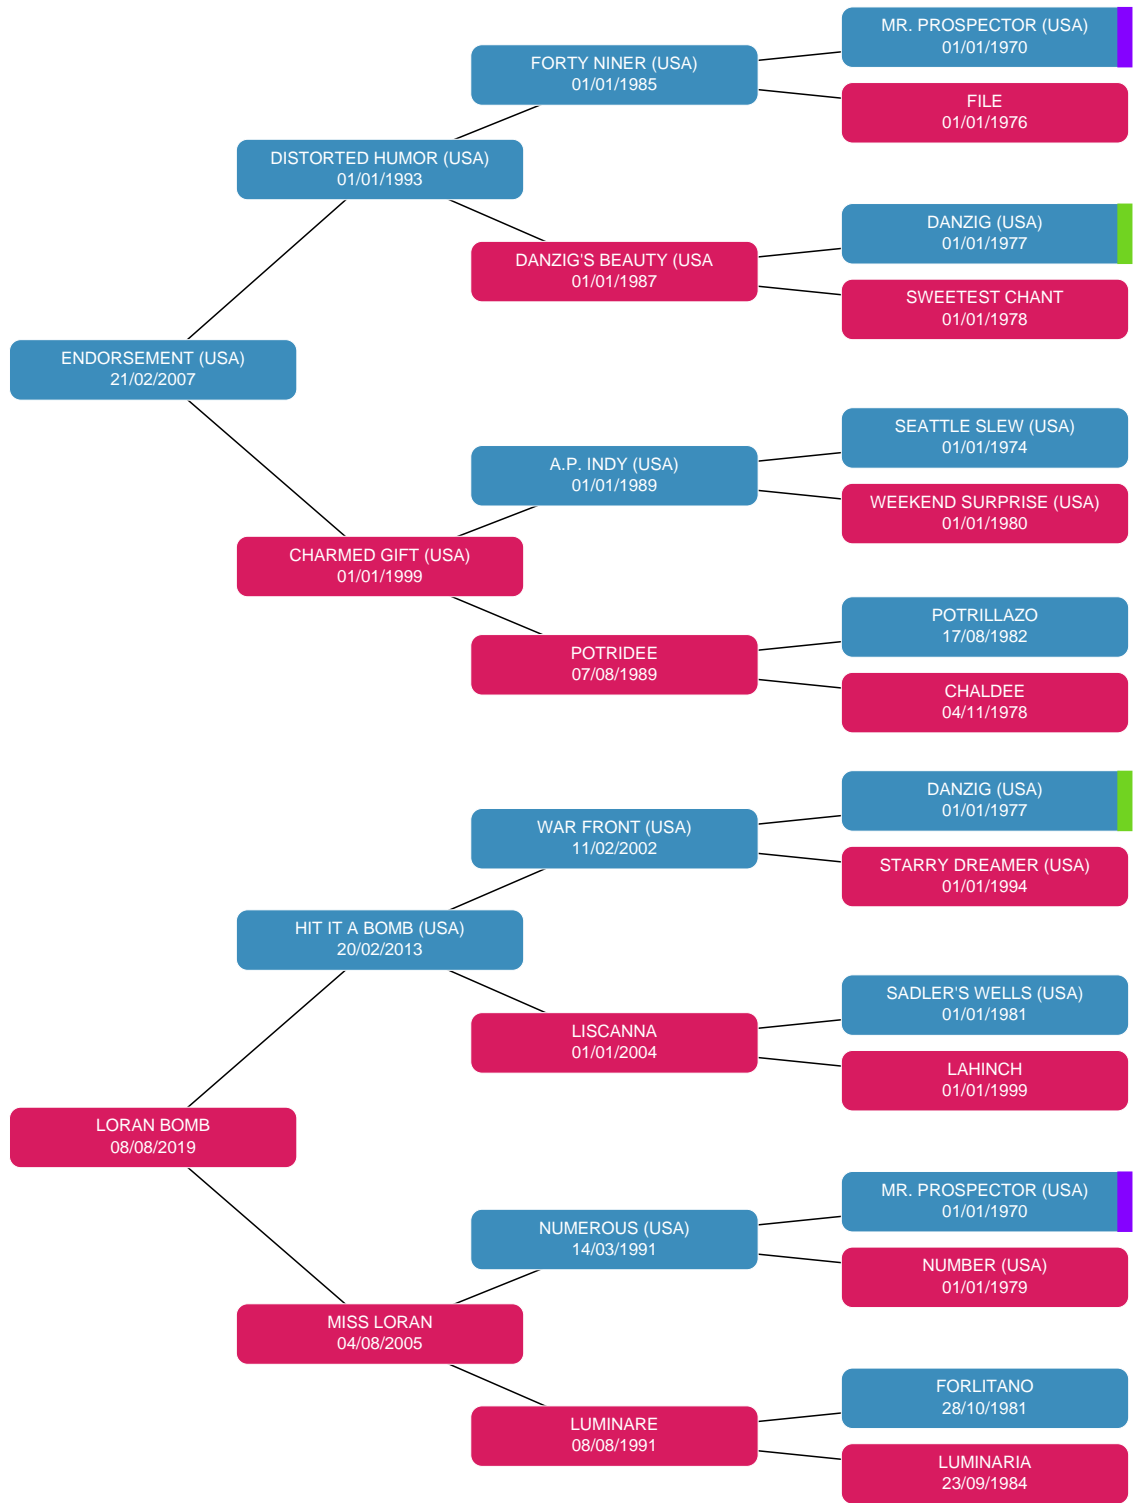 MR. PROSPECTOR (USA)
01/01/1970
FORTY NINER (USA)
01/01/1985
FILE
01/01/1976
DISTORTED HUMOR (USA)
01/01/1993
DANZIG (USA)
01/01/1977
DANZIG'S BEAUTY (USA
01/01/1987
SWEETEST CHANT
01/01/1978
ENDORSEMENT (USA)
21/02/2007
SEATTLE SLEW (USA)
01/01/1974
A.P. INDY (USA)
01/01/1989
WEEKEND SURPRISE (USA)
01/01/1980
CHARMED GIFT (USA)
01/01/1999
POTRILLAZO
17/08/1982
POTRIDEE
07/08/1989
CHALDEE
04/11/1978
DANZIG (USA)
01/01/1977
WAR FRONT (USA)
11/02/2002
STARRY DREAMER (USA)
01/01/1994
HIT IT A BOMB (USA)
20/02/2013
SADLER'S WELLS (USA)
01/01/1981
LISCANNA
01/01/2004
LAHINCH
01/01/1999
LORAN BOMB
08/08/2019
MR. PROSPECTOR (USA)
01/01/1970
NUMEROUS (USA)
14/03/1991
NUMBER (USA)
01/01/1979
MISS LORAN
04/08/2005
FORLITANO
28/10/1981
LUMINARE
08/08/1991
LUMINARIA
23/09/1984